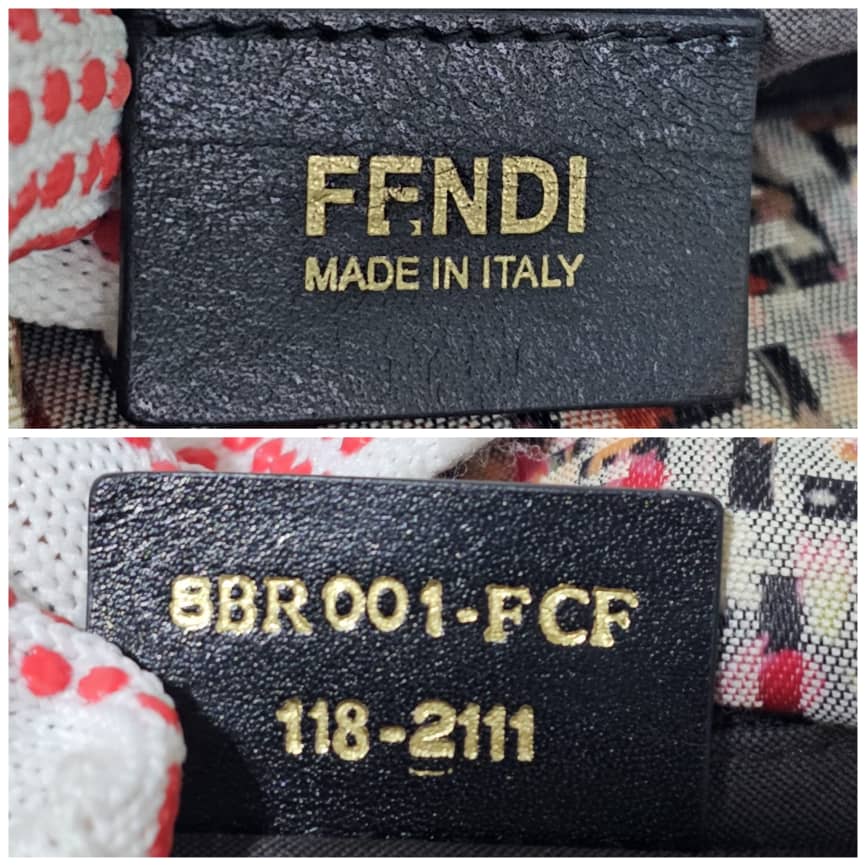 FENDI
MADE IN ITALY
8BR001-FCF
118-2111